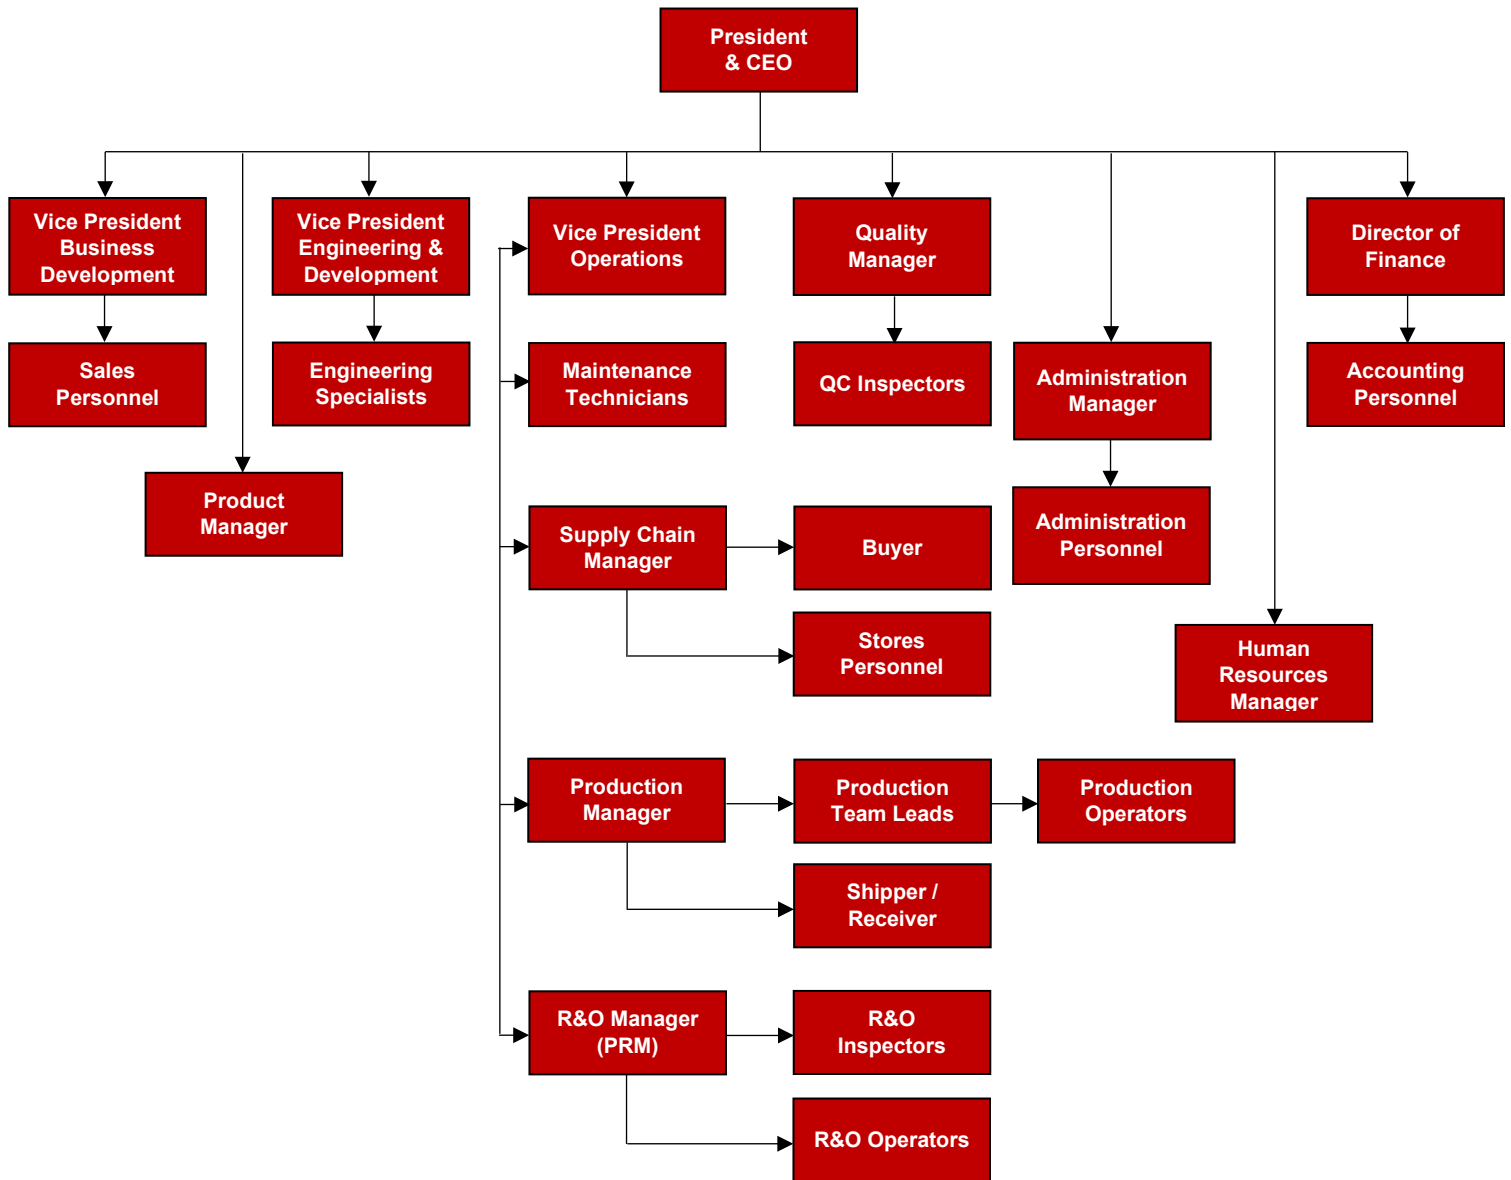 President
& CEO
Vice President
Business
Development
Vice President
Engineering &
Development
Vice President
Operations
Quality
Manager
Director of
Finance
Sales
Personnel
Engineering
Specialists
Maintenance
Technicians
QC Inspectors
Administration
Manager
Accounting
Personnel
Product
Manager
Supply Chain
Manager
Buyer
Administration
Personnel
Stores
Personnel
Human
Resources
Manager
Production
Manager
Production
Team Leads
Production
Operators
Shipper /
Receiver
R&O Manager
(PRM)
R&O
Inspectors
R&O Operators